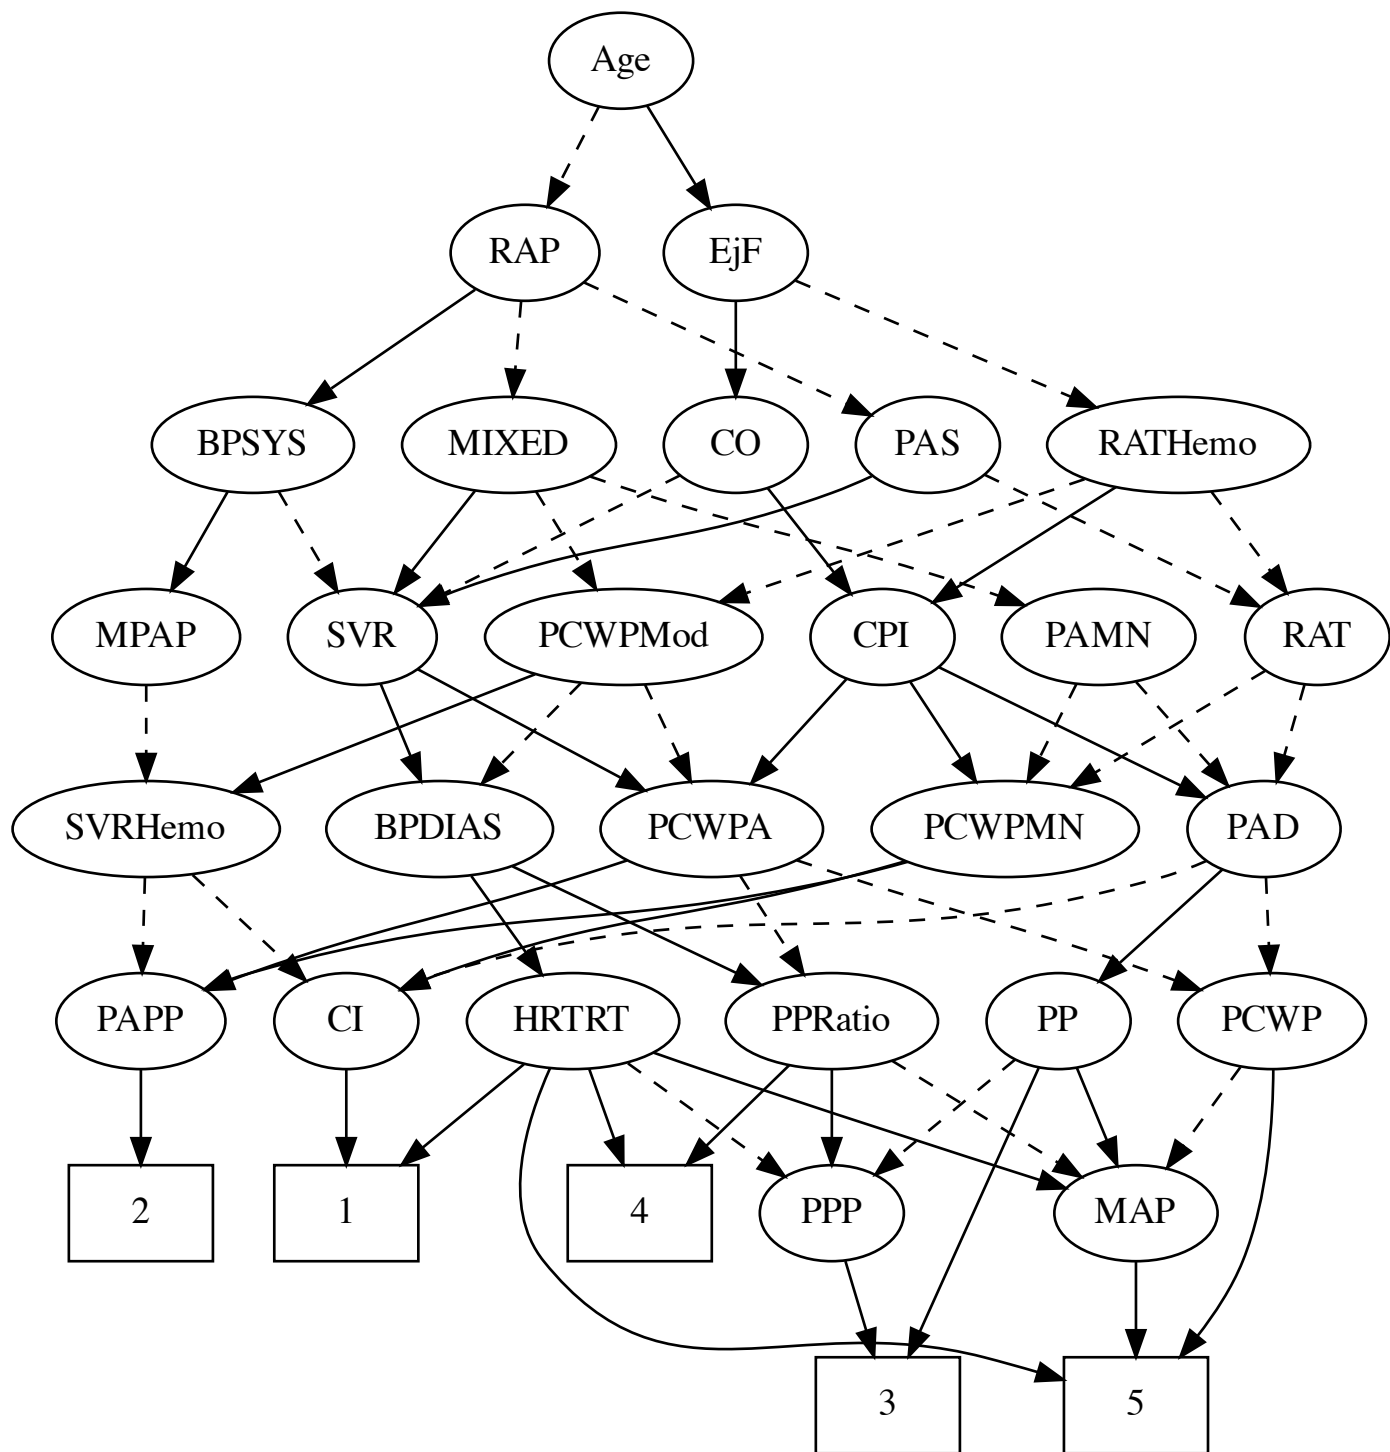 Age
RAP
EjF
BPSYS
MIXED
CO
PAS
RATHemo
MPAP
SVR
PCWPMod
CPI
PAMN
RAT
SVRHemo
BPDIAS
PCWPA
PCWPMN
PAD
PAPP
CI
HRTRT
PPRatio
PP
PCWP
2
1
4
PPP
MAP
3
5